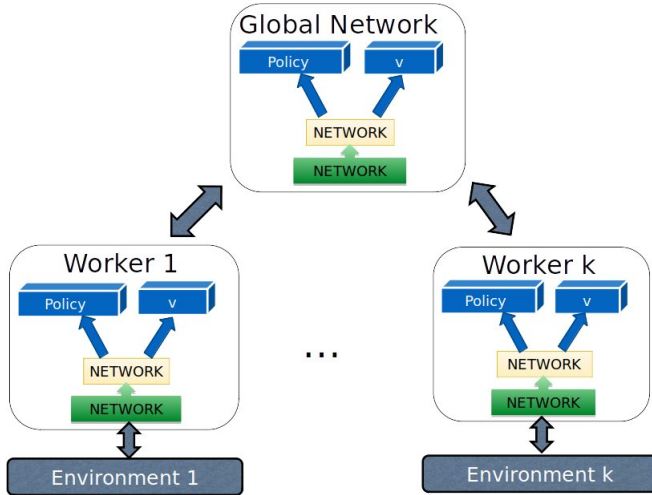 Global Network
Policy
v
NETWORK
NETWORK
Worker 1
Policy
v
NETWORK
NETWORK
Environment 1
...
Worker k
Policy
v
NETWORK
NETWORK
Environment k